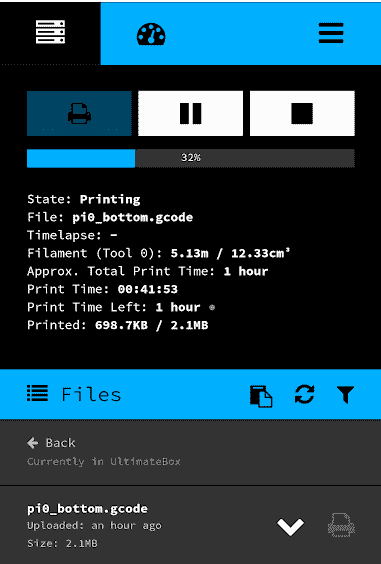 32%
State: Printing
File: pi0_bottom.gcode
Timelapse: -
Filament (Tool 0): 5.13m / 12.33cm³
Approx. Total Print Time: 1 hour
Print Time: 00:41:53
Print Time Left: 1 hour
Printed: 698.7KB / 2.1MB
Files
Back
Currently in UltimateBox
pi0_bottom.gcode
Uploaded: an hour ago
Size: 2.1MB